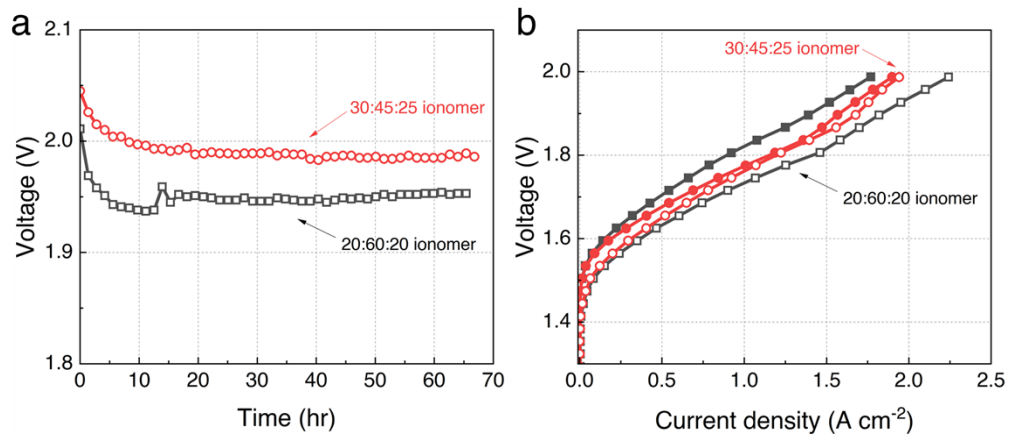 a
2.1
2.0
1.9
1.8
Voltage (V)
30:45:25 ionomer
20:60:20 ionomer
0 10 20 30 40 50 60 70
Time (hr)
b
2.0
1.8
1.6
1.4
Voltage (V)
30:45:25 ionomer
20:60:20 ionomer
0.0 0.5 1.0 1.5 2.0 2.5
Current density (A cm⁻²)